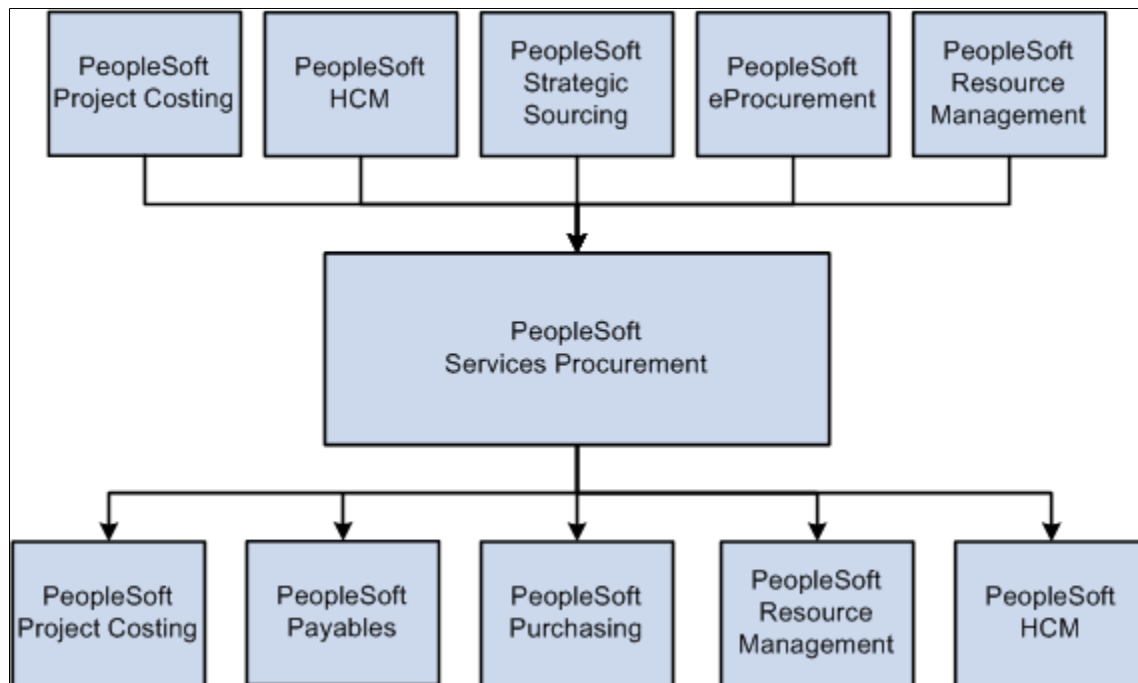 PeopleSoft
Project Costing
PeopleSoft
HCM
PeopleSoft
Strategic
Sourcing
PeopleSoft
eProcurement
PeopleSoft
Resource
Management
PeopleSoft
Services Procurement
PeopleSoft
Project Costing
PeopleSoft
Payables
PeopleSoft
Purchasing
PeopleSoft
Resource
Management
PeopleSoft
HCM